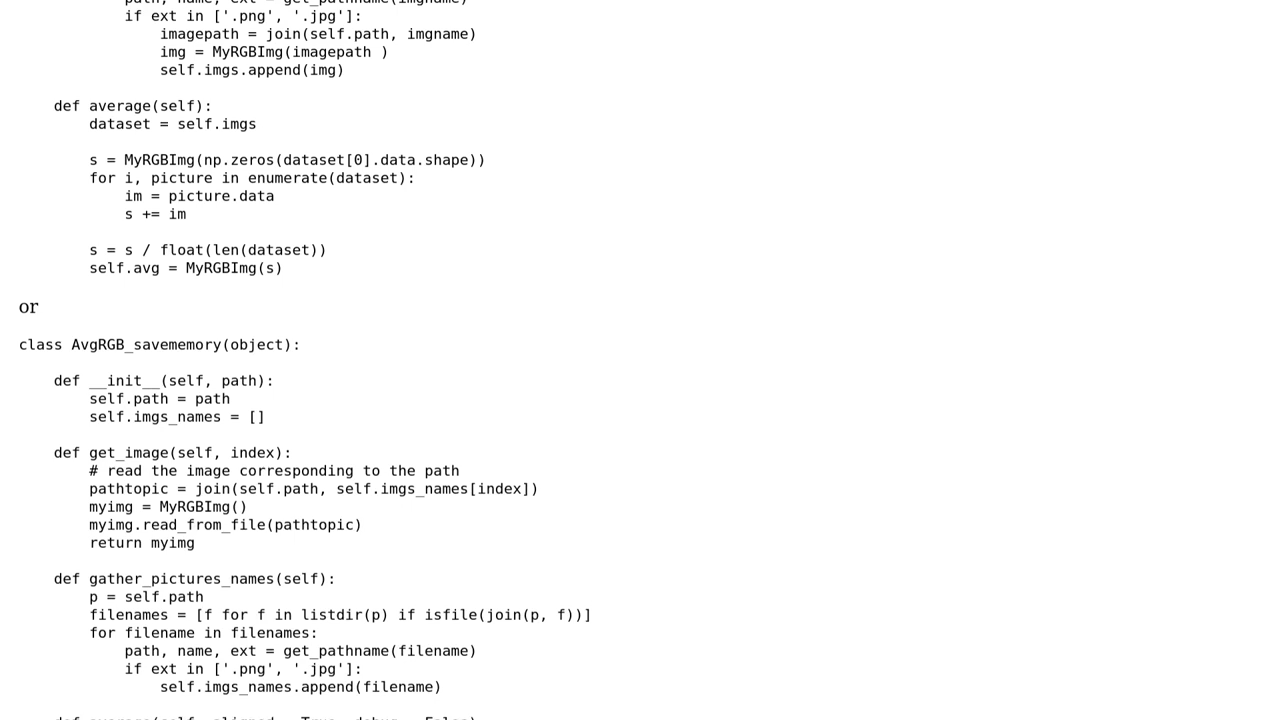 path, name, ext = get_pathname(imgname)
if ext in ['.png', '.jpg']:
imagepath = join(self.path, imgname)
img = MyRGBImg(imagepath )
self.imgs.append(img)
def average(self):
dataset = self.imgs
s = MyRGBImg(np.zeros(dataset[0].data.shape))
for i, picture in enumerate(dataset):
im = picture.data
s += im
s = s / float(len(dataset))
self.avg = MyRGBImg(s)
or
class AvgRGB_savememory(object):
def __init__(self, path):
self.path = path
self.imgs_names = []
def get_image(self, index):
# read the image corresponding to the path
pathtopic = join(self.path, self.imgs_names[index])
myimg = MyRGBImg()
myimg.read_from_file(pathtopic)
return myimg
def gather_pictures_names(self):
p = self.path
filenames = [f for f in listdir(p) if isfile(join(p, f))]
for filename in filenames:
path, name, ext = get_pathname(filename)
if ext in ['.png', '.jpg']:
self.imgs_names.append(filename)